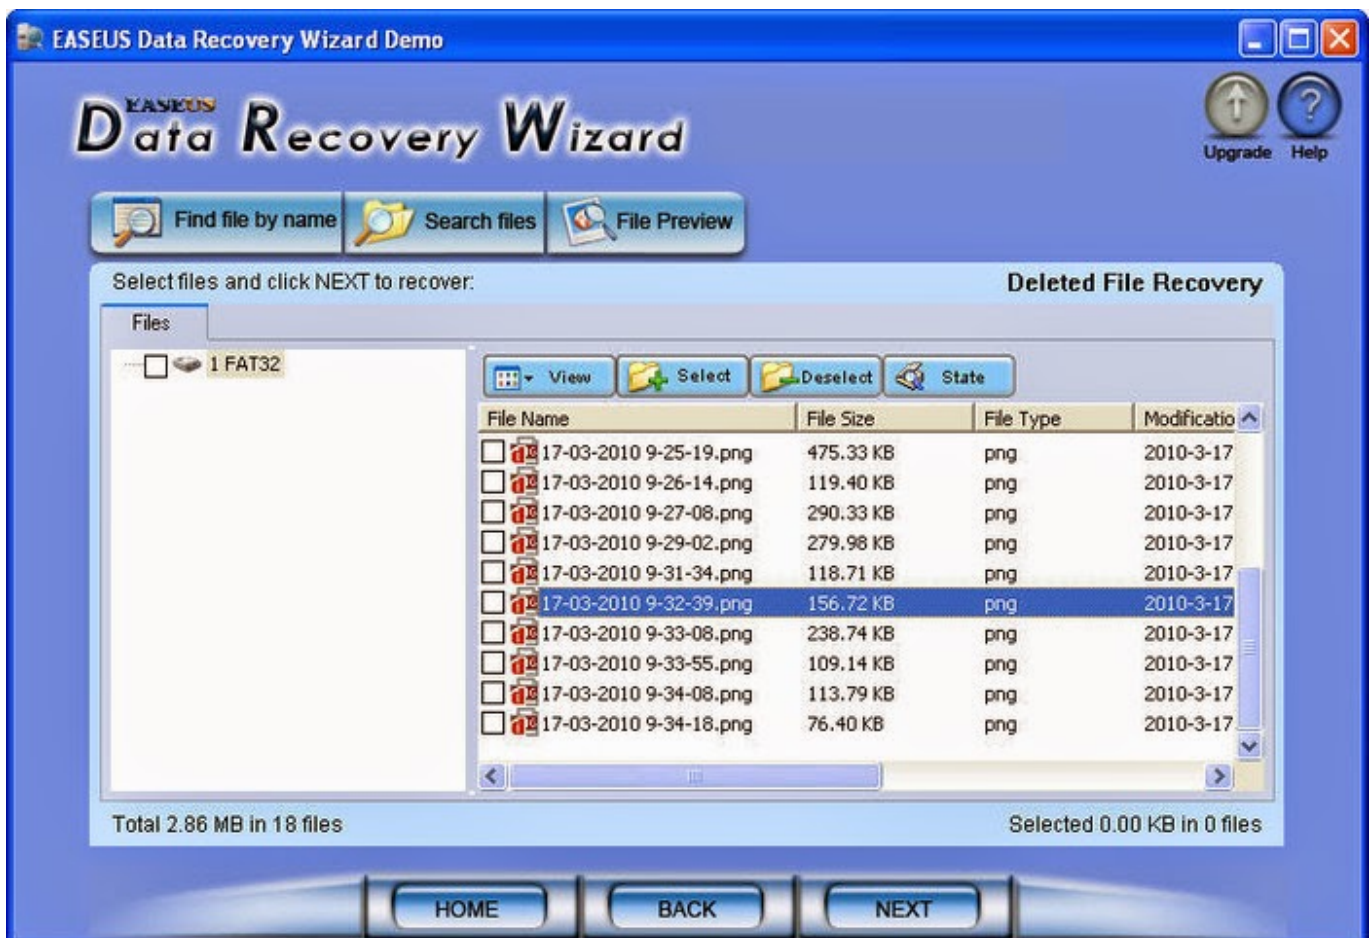 EASEUS Data Recovery Wizard Demo
EASEUS
Data Recovery Wizard
Upgrade Help
Find file by name Search files File Preview
Select files and click NEXT to recover: Deleted File Recovery
Files
1 FAT32
View Select Deselect State
File Name File Size File Type Modificatio
17-03-2010 9-25-19.png 475.33 KB png 2010-3-17
17-03-2010 9-26-14.png 119.40 KB png 2010-3-17
17-03-2010 9-27-08.png 290.33 KB png 2010-3-17
17-03-2010 9-29-02.png 279.98 KB png 2010-3-17
17-03-2010 9-31-34.png 118.71 KB png 2010-3-17
17-03-2010 9-32-39.png 156.72 KB png 2010-3-17
17-03-2010 9-33-08.png 238.74 KB png 2010-3-17
17-03-2010 9-33-55.png 109.14 KB png 2010-3-17
17-03-2010 9-34-08.png 113.79 KB png 2010-3-17
17-03-2010 9-34-18.png 76.40 KB png 2010-3-17
Total 2.86 MB in 18 files Selected 0.00 KB in 0 files
HOME BACK NEXT